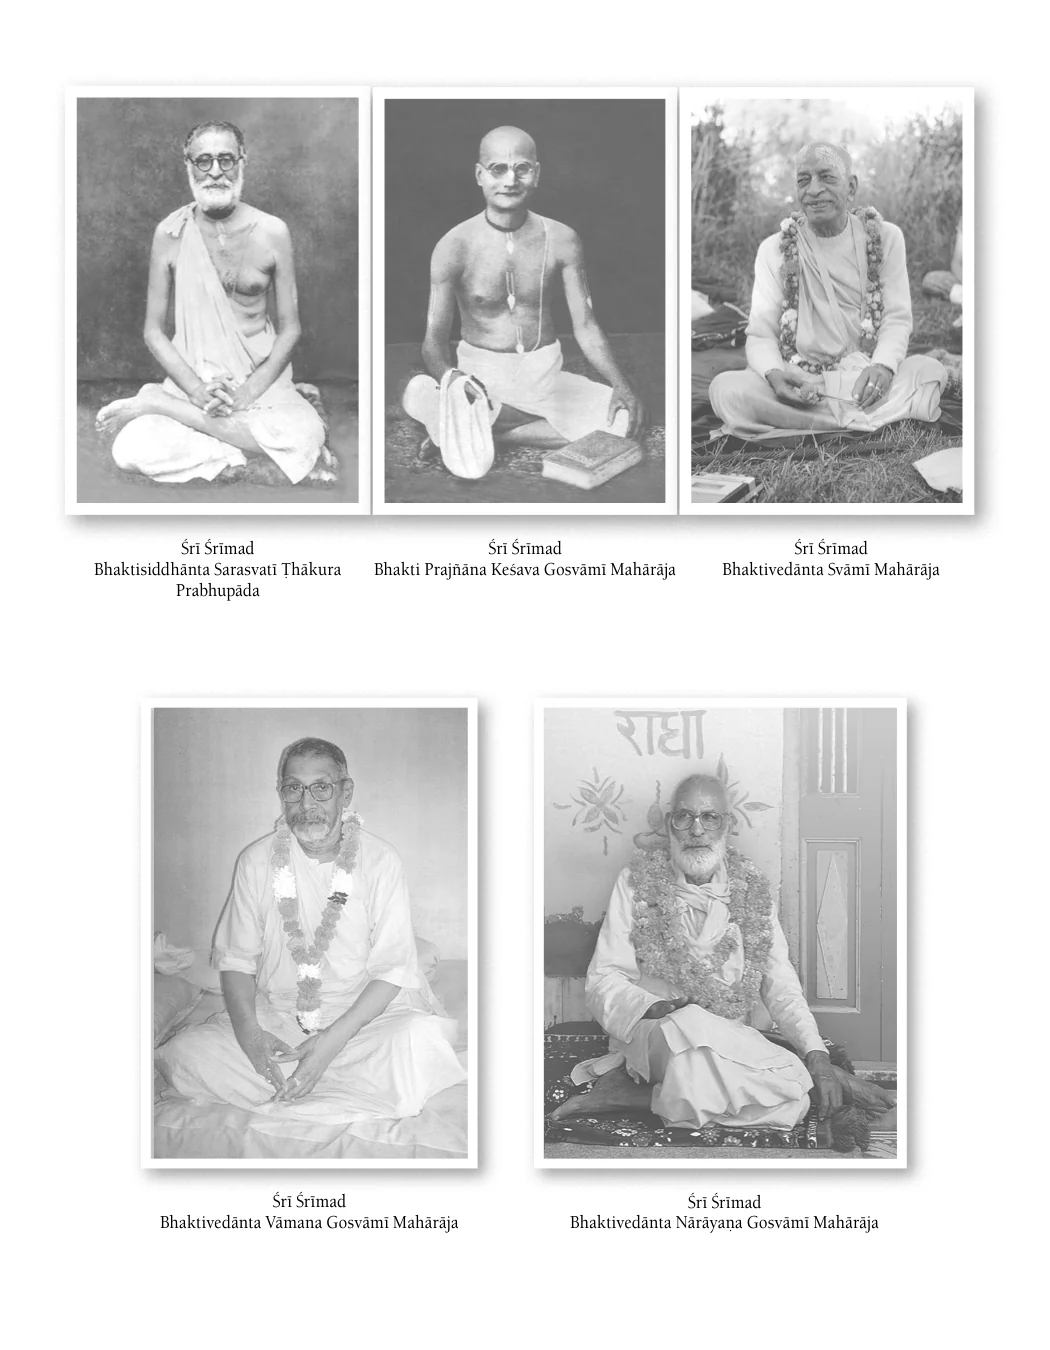 Śrī Śrīmad
Bhaktisiddhānta Sarasvatī Ṭhākura
Prabhupāda
Śrī Śrīmad
Bhakti Prajñāna Keśava Gosvāmī Mahārāja
Śrī Śrīmad
Bhaktivedānta Svāmī Mahārāja
राधा
Śrī Śrīmad
Bhaktivedānta Vāmana Gosvāmī Mahārāja
Śrī Śrīmad
Bhaktivedānta Nārāyaṇa Gosvāmī Mahārāja